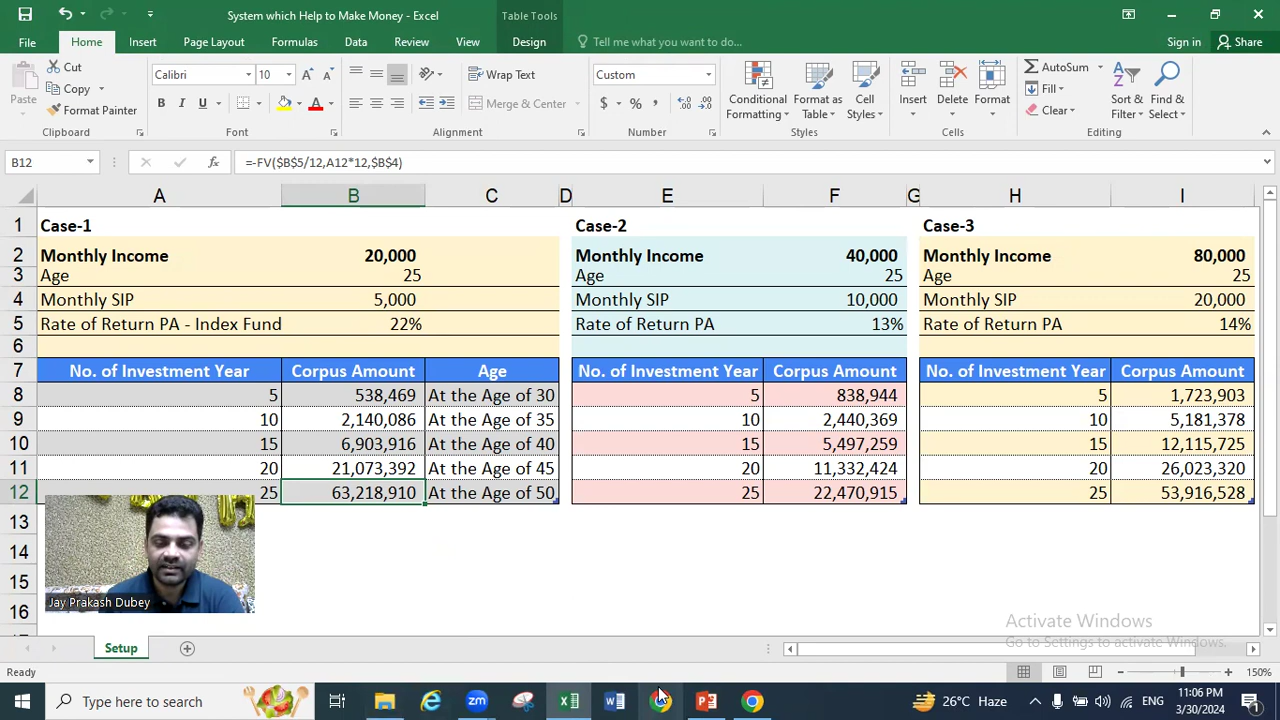 System which Help to Make Money - Excel
Table Tools
File
Home
Insert
Page Layout
Formulas
Data
Review
View
Design
Tell me what you want to do...
Sign in
Share
Paste
Cut
Copy
Format Painter
Clipboard
Calibri
10
Font
Wrap Text
Merge & Center
Alignment
Custom
Number
Conditional Formatting
Format as Table
Cell Styles
Styles
Insert
Delete
Format
Cells
AutoSum
Fill
Clear
Sort & Filter
Find & Select
Editing
B12
=-FV($B$5/12,A12*12,$B$4)
A B C D E F G H I
1 Case-1 Case-2 Case-3
2 Monthly Income 20,000 Monthly Income 40,000 Monthly Income 80,000
3 Age 25 Age 25 Age 25
4 Monthly SIP 5,000 Monthly SIP 10,000 Monthly SIP 20,000
5 Rate of Return PA - Index Fund 22% Rate of Return PA 13% Rate of Return PA 14%
6
7 No. of Investment Year Corpus Amount Age No. of Investment Year Corpus Amount No. of Investment Year Corpus Amount
8 5 538,469 At the Age of 30 5 838,944 5 1,723,903
9 10 2,140,086 At the Age of 35 10 2,440,369 10 5,181,378
10 15 6,903,916 At the Age of 40 15 5,497,259 15 12,115,725
11 20 21,073,392 At the Age of 45 20 11,332,424 20 26,023,320
12 25 63,218,910 At the Age of 50 25 22,470,915 25 53,916,528
13
14
15
16
Jay Prakash Dubey
Activate Windows
Go to Settings to activate Windows.
Setup
Ready
150%
Type here to search
26°C Haze
ENG
11:06 PM
3/30/2024